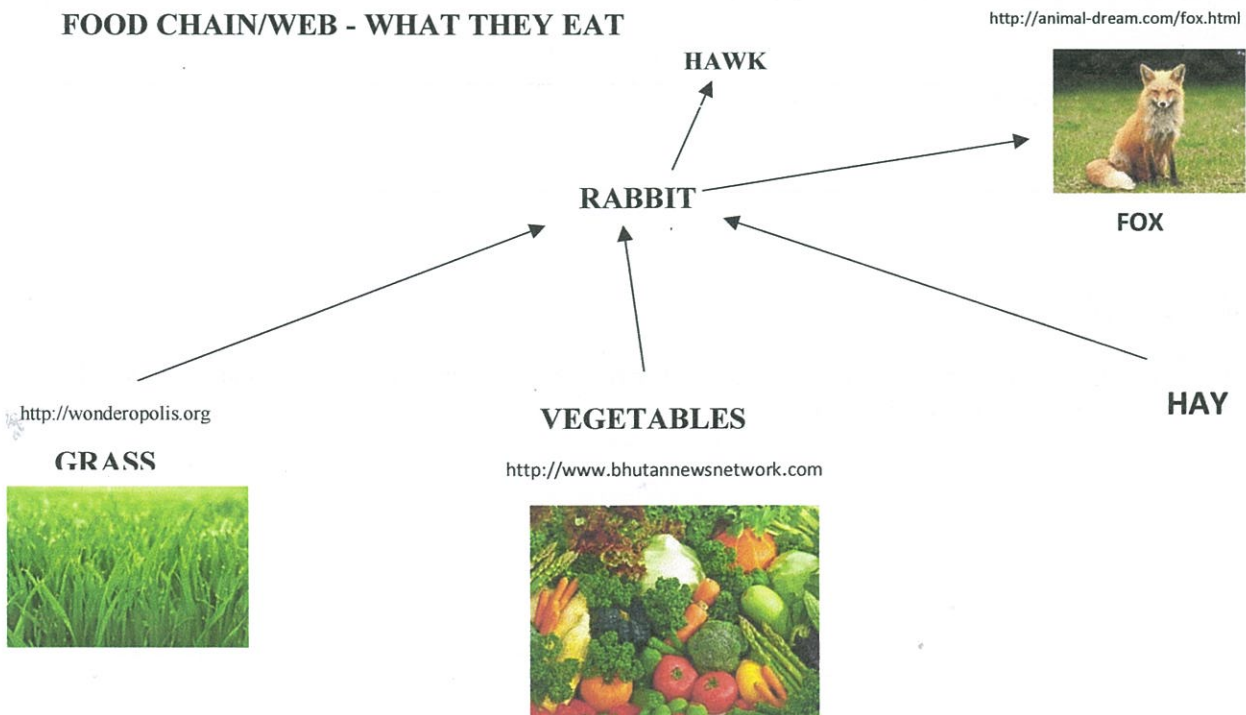 FOOD CHAIN/WEB - WHAT THEY EAT
http://animal-dream.com/fox.html
HAWK
RABBIT
FOX
http://wonderopolis.org
GRASS
VEGETABLES
http://www.bhutannewsnetwork.com
HAY